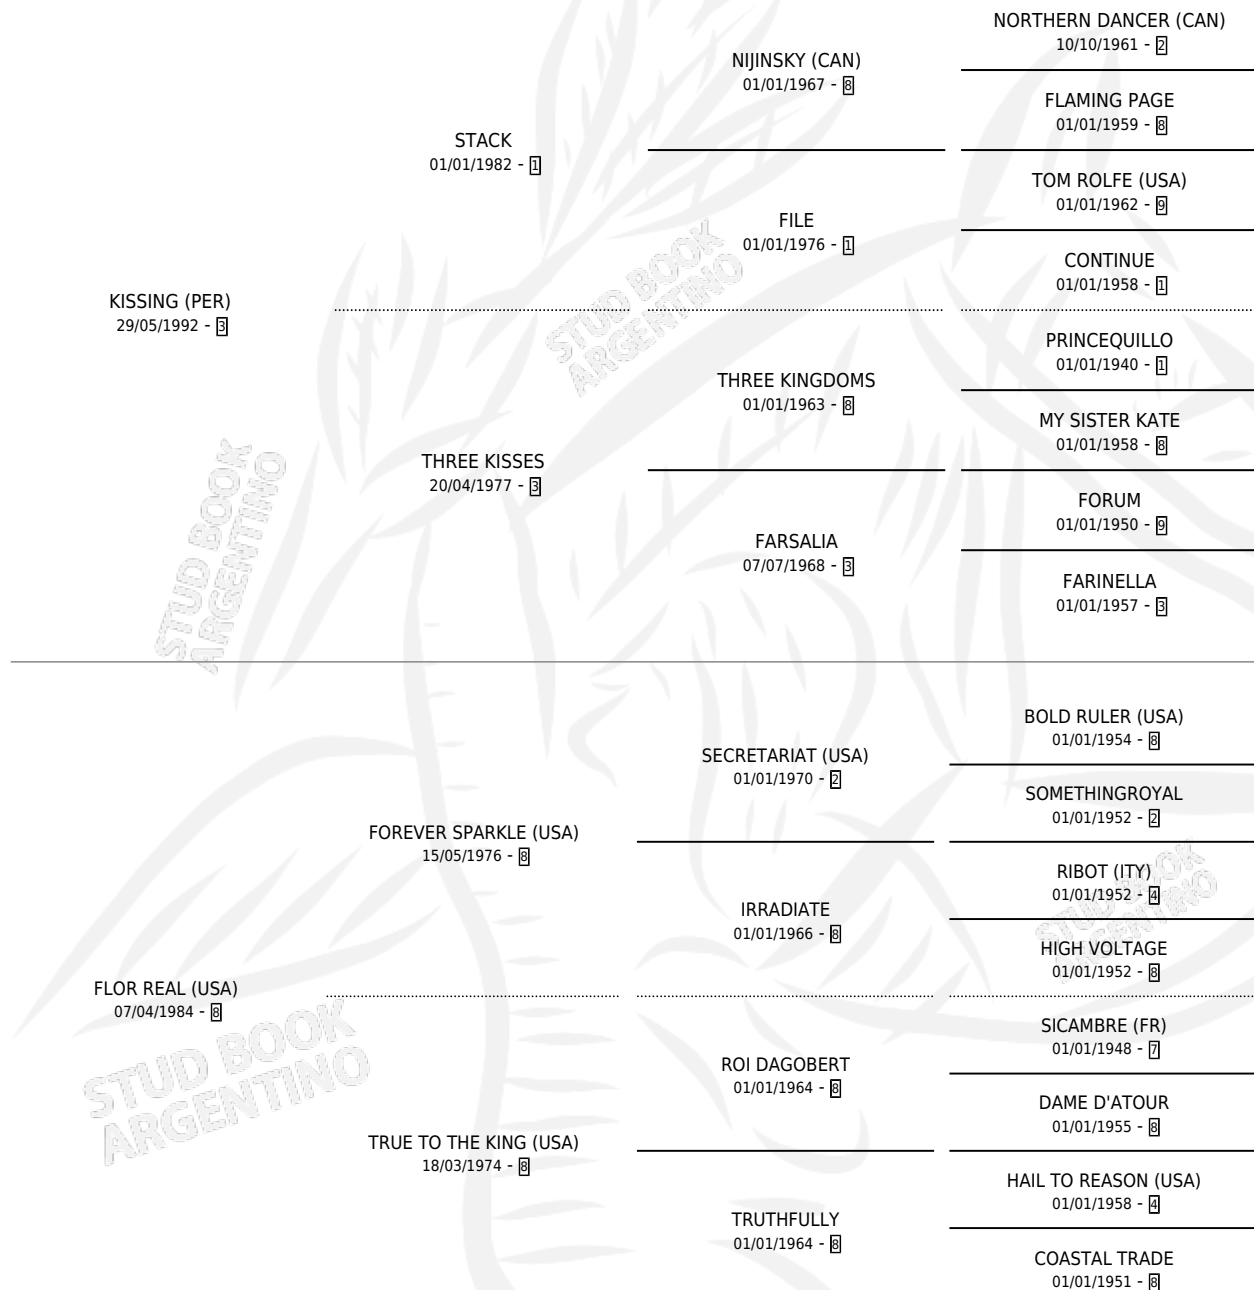 NORTHERN DANCER (CAN)
10/10/1961 - 2
NIJINSKY (CAN)
01/01/1967 - 8
FLAMING PAGE
01/01/1959 - 8
STACK
01/01/1982 - 1
TOM ROLFE (USA)
01/01/1962 - 9
FILE
01/01/1976 - 1
CONTINUE
01/01/1958 - 1
KISSING (PER)
29/05/1992 - 3
STUD BOOK
ARGENTINO
PRINCEQUILLO
01/01/1940 - 1
THREE KINGDOMS
01/01/1963 - 8
MY SISTER KATE
01/01/1958 - 8
THREE KISSES
20/04/1977 - 3
FORUM
01/01/1950 - 9
FARSALIA
07/07/1968 - 3
FARINELLA
01/01/1957 - 3
STUD BOOK
ARGENTINO
BOLD RULER (USA)
01/01/1954 - 8
SECRETARIAT (USA)
01/01/1970 - 2
SOMETHINGROYAL
01/01/1952 - 2
FOREVER SPARKLE (USA)
15/05/1976 - 8
RIBOT (ITY)
01/01/1952 - 4
STUD BOOK
ARGENTINO
IRRADIATE
01/01/1966 - 8
HIGH VOLTAGE
01/01/1952 - 8
FLOR REAL (USA)
07/04/1984 - 8
STUD BOOK
ARGENTINO
SICAMBRE (FR)
01/01/1948 - 7
ROI DAGOBERT
01/01/1964 - 8
DAME D'ATOUR
01/01/1955 - 8
TRUE TO THE KING (USA)
18/03/1974 - 8
HAIL TO REASON (USA)
01/01/1958 - 4
TRUTHFULLY
01/01/1964 - 8
COASTAL TRADE
01/01/1951 - 8